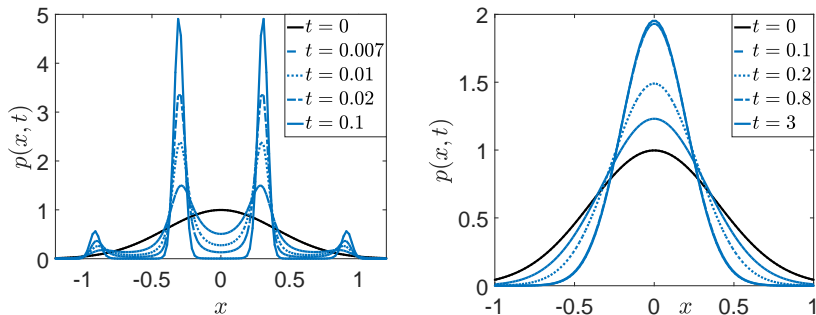 5
4
3
2
1
0
-1
-0.5
0
0.5
1
x
p(x, t)
t = 0
t = 0.007
t = 0.01
t = 0.02
t = 0.1
2
1.5
1
0.5
0
-1
-0.5
0
0.5
1
x
p(x, t)
t = 0
t = 0.1
t = 0.2
t = 0.8
t = 3